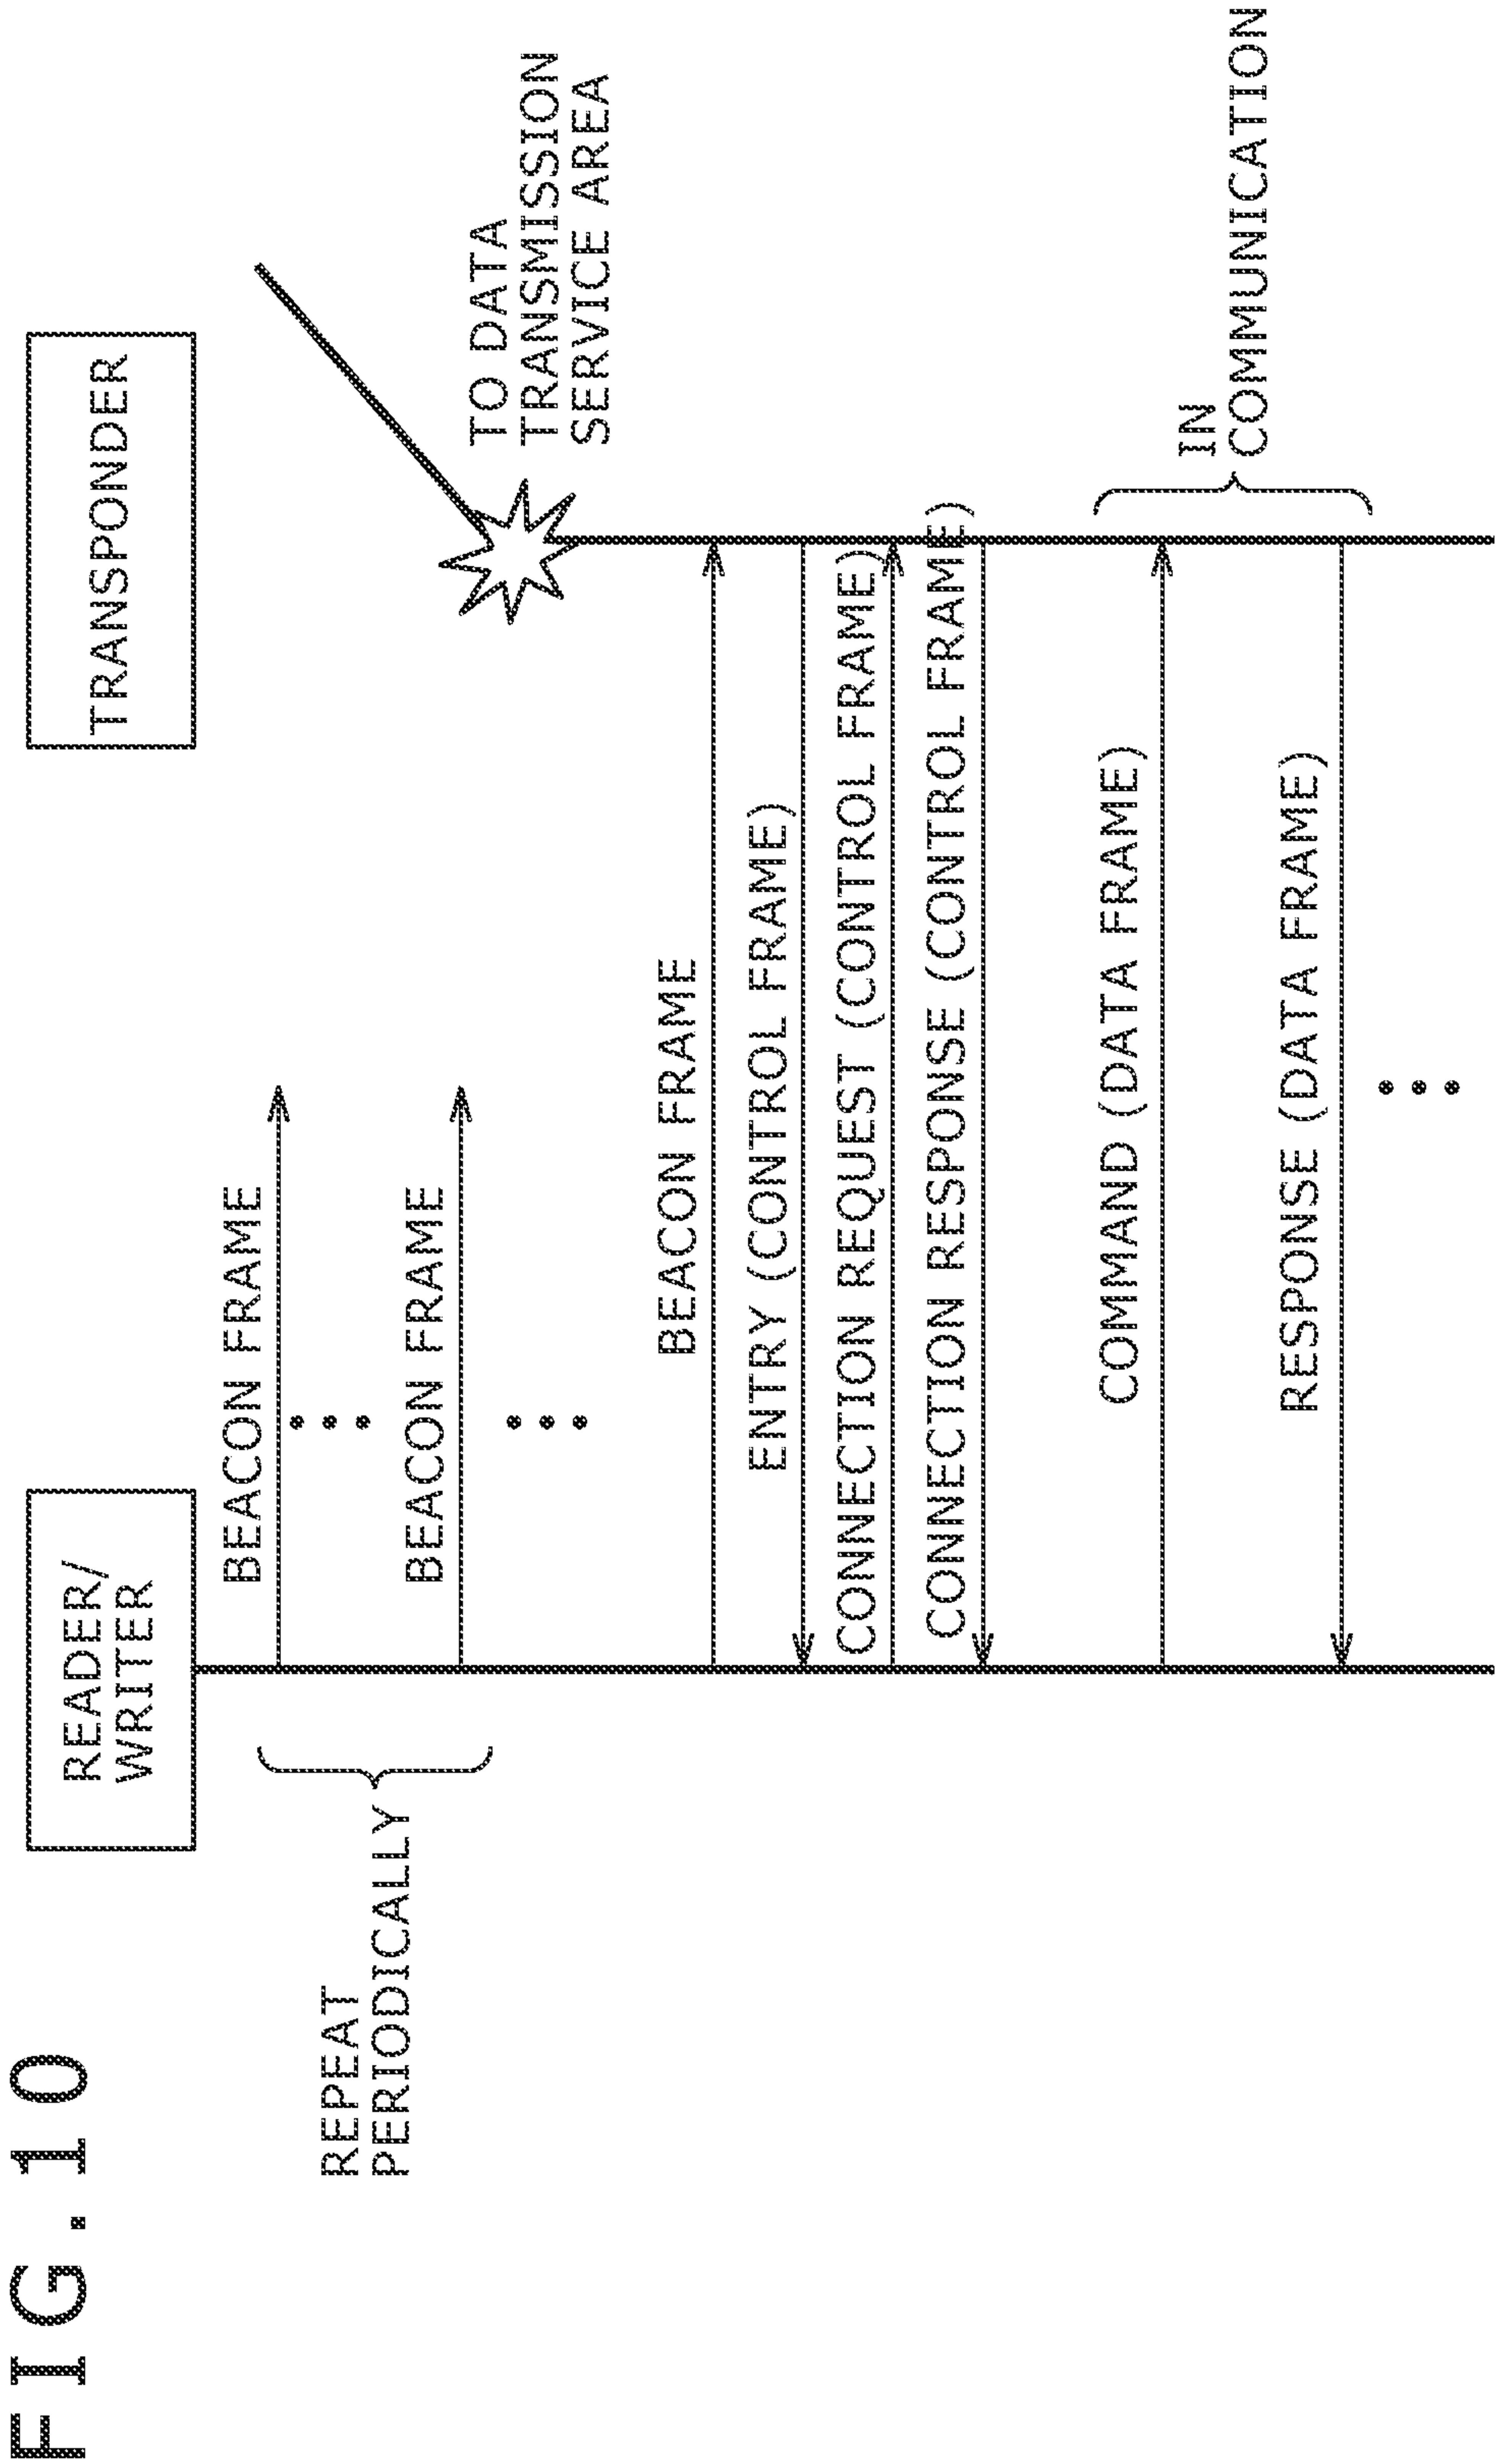 FIG.10
READER/
WRITER
TRANSPONDER
BEACON FRAME
REPEAT
PERIODICALLY
BEACON FRAME
TO DATA
TRANSMISSION
SERVICE AREA
BEACON FRAME
ENTRY (CONTROL FRAME)
CONNECTION REQUEST (CONTROL FRAME)
CONNECTION RESPONSE (CONTROL FRAME)
COMMAND (DATA FRAME)
IN
COMMUNICATION
RESPONSE (DATA FRAME)